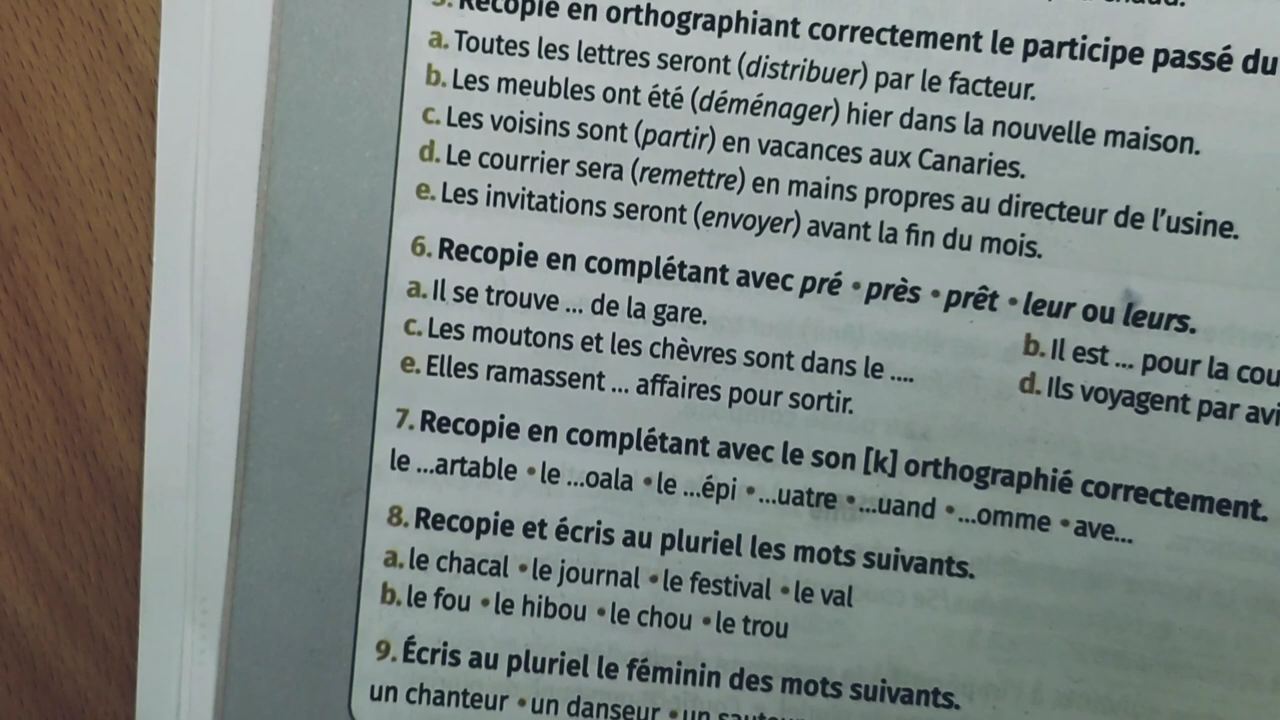 Recopie en orthographiant correctement le participe passé du
a. Toutes les lettres seront (distribuer) par le facteur.
b. Les meubles ont été (déménager) hier dans la nouvelle maison.
c. Les voisins sont (partir) en vacances aux Canaries.
d. Le courrier sera (remettre) en mains propres au directeur de l'usine.
e. Les invitations seront (envoyer) avant la fin du mois.
6. Recopie en complétant avec pré • près • prêt • leur ou leurs.
a. Il se trouve ... de la gare.
b. Il est ... pour la cou
c. Les moutons et les chèvres sont dans le ....
d. Ils voyagent par avi
e. Elles ramassent ... affaires pour sortir.
7. Recopie en complétant avec le son [k] orthographié correctement.
le ...artable • le ...oala • le ...épi • ...uatre • ...uand • ...omme • ave...
8. Recopie et écris au pluriel les mots suivants.
a. le chacal • le journal • le festival • le val
b. le fou • le hibou • le chou • le trou
9. Écris au pluriel le féminin des mots suivants.
un chanteur • un danseur • un